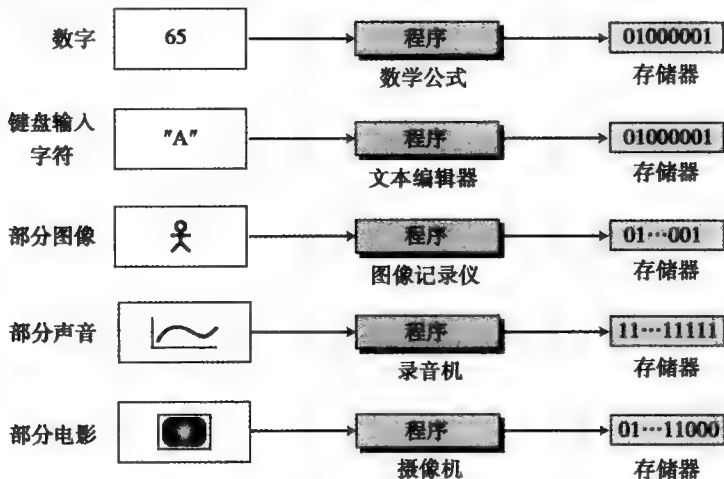 数字 65 程序 01000001
数学公式 存储器
键盘输入
字符 "A" 程序 01000001
文本编辑器 存储器
部分图像 程序 01…001
图像记录仪 存储器
部分声音 程序 11…11111
录音机 存储器
部分电影 程序 01…11000
摄像机 存储器